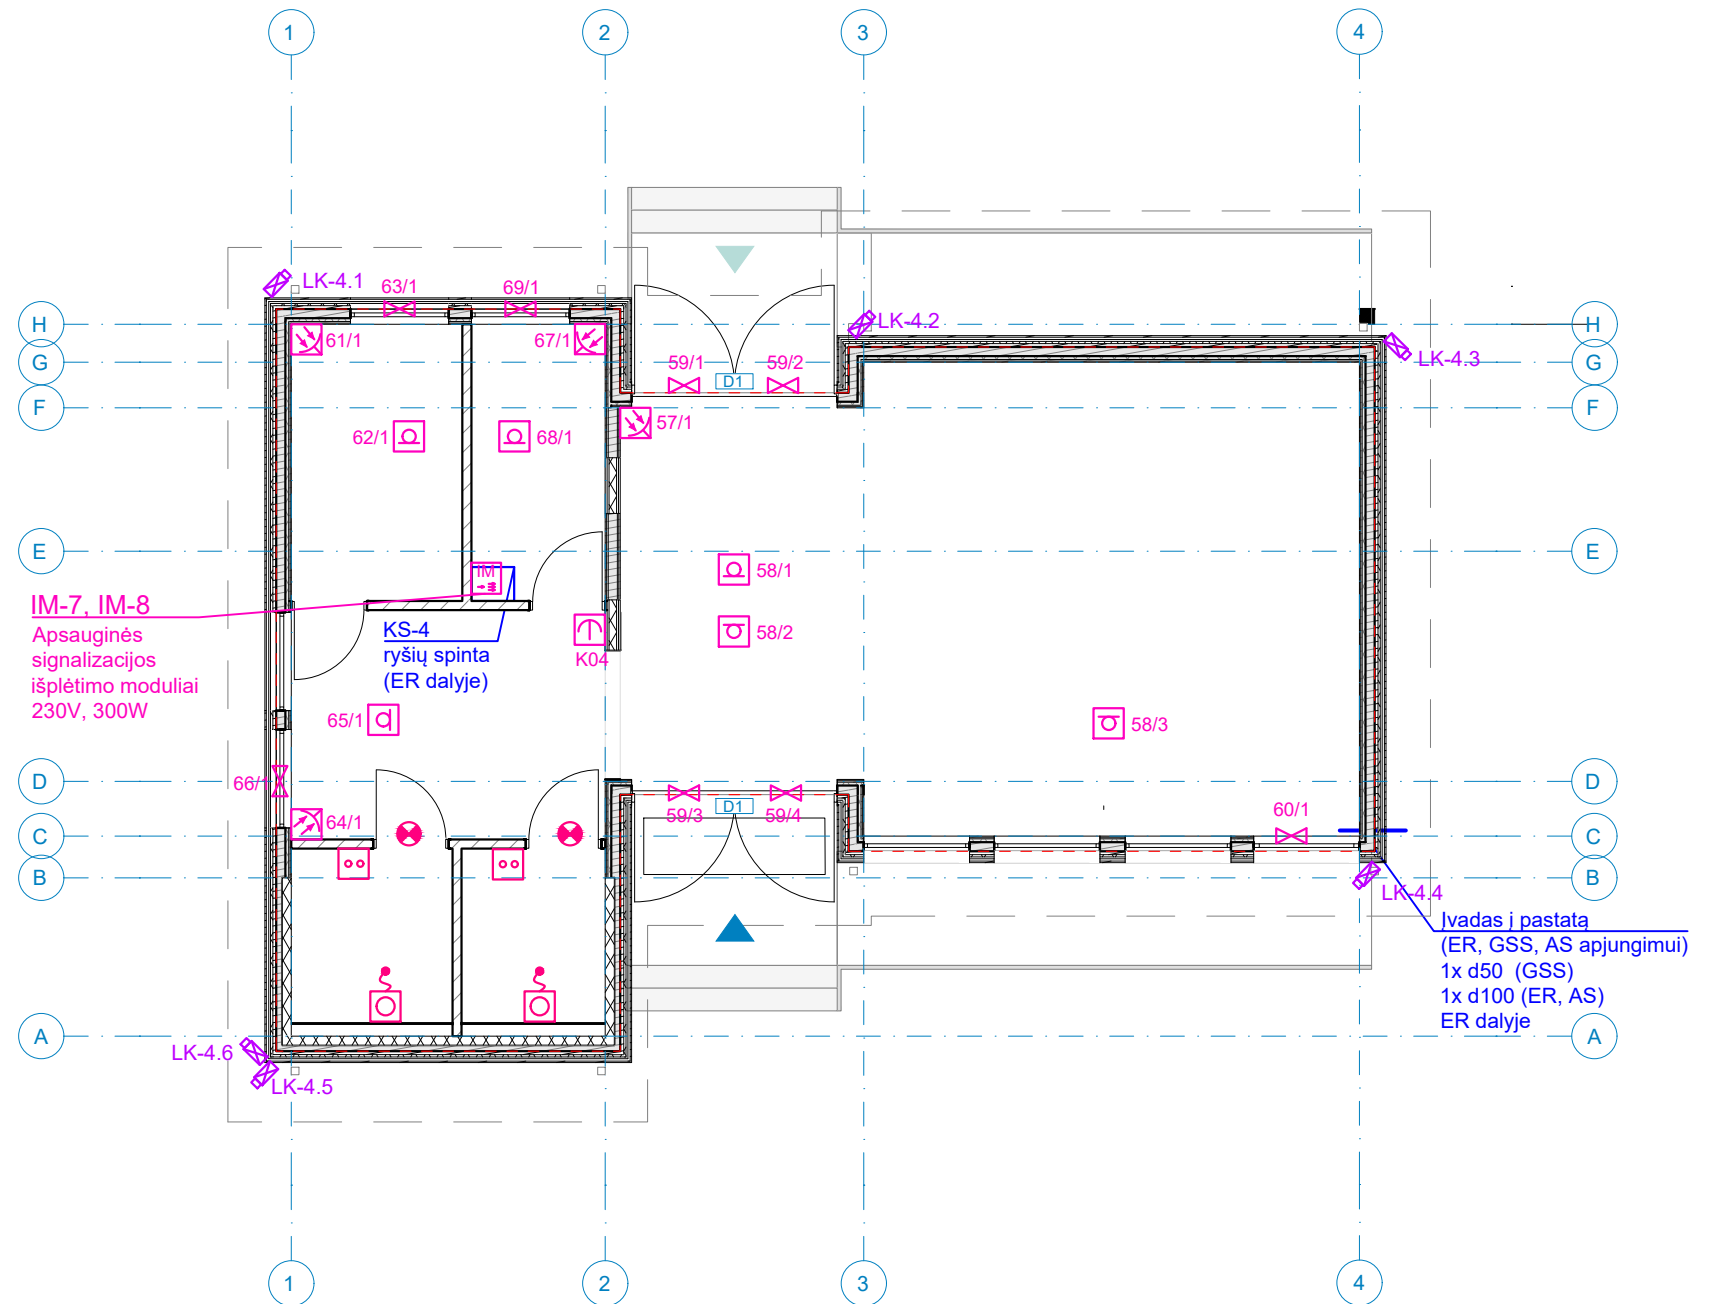 1
2
3
4
LK-4.1
63/1
69/1
H
LK-4.2
H
61/1
67/1
LK-4.3
G
59/1
59/2
G
D1
F
57/1
F
62/1
68/1
E
E
IM
58/1
IM-7, IM-8
Apsauginės
signalizacijos
išplėtimo moduliai
230V, 300W
KS-4
ryšių spinta
(ER dalyje)
K04
58/2
65/1
58/3
D
66/1
D
D1
59/3
59/4
60/1
64/1
C
C
B
B
LK-4.4
Įvadas į pastatą
(ER, GSS, AS apjungimui)
1x d50 (GSS)
1x d100 (ER, AS)
ER dalyje
A
A
LK-4.6
LK-4.5
1
2
3
4